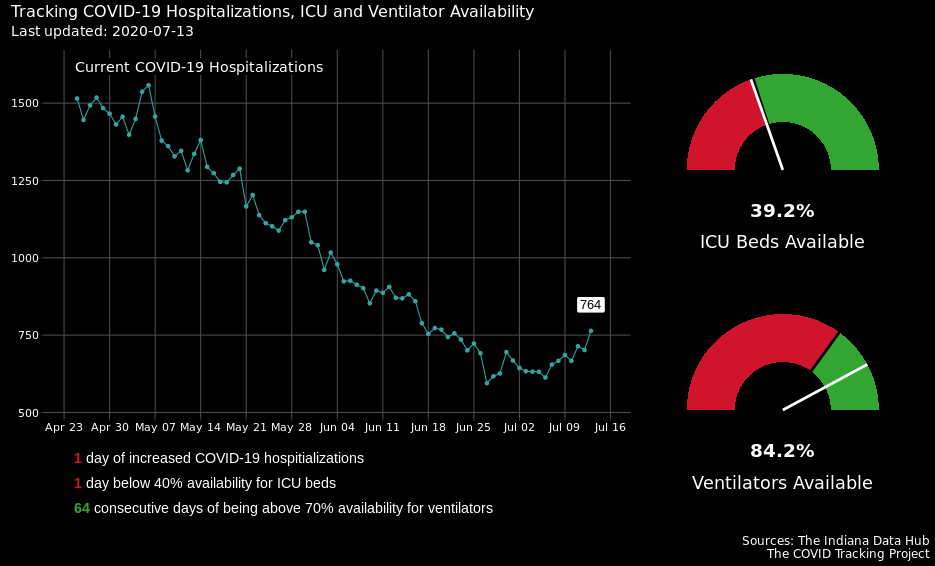 Tracking COVID-19 Hospitalizations, ICU and Ventilator Availability
Last updated: 2020-07-13
Current COVID-19 Hospitalizations
1500
1250
1000
750
500
764
Apr 23 Apr 30 May 07 May 14 May 21 May 28 Jun 04 Jun 11 Jun 18 Jun 25 Jul 02 Jul 09 Jul 16
39.2%
ICU Beds Available
84.2%
Ventilators Available
1 day of increased COVID-19 hospitializations
1 day below 40% availability for ICU beds
64 consecutive days of being above 70% availability for ventilators
Sources: The Indiana Data Hub
The COVID Tracking Project